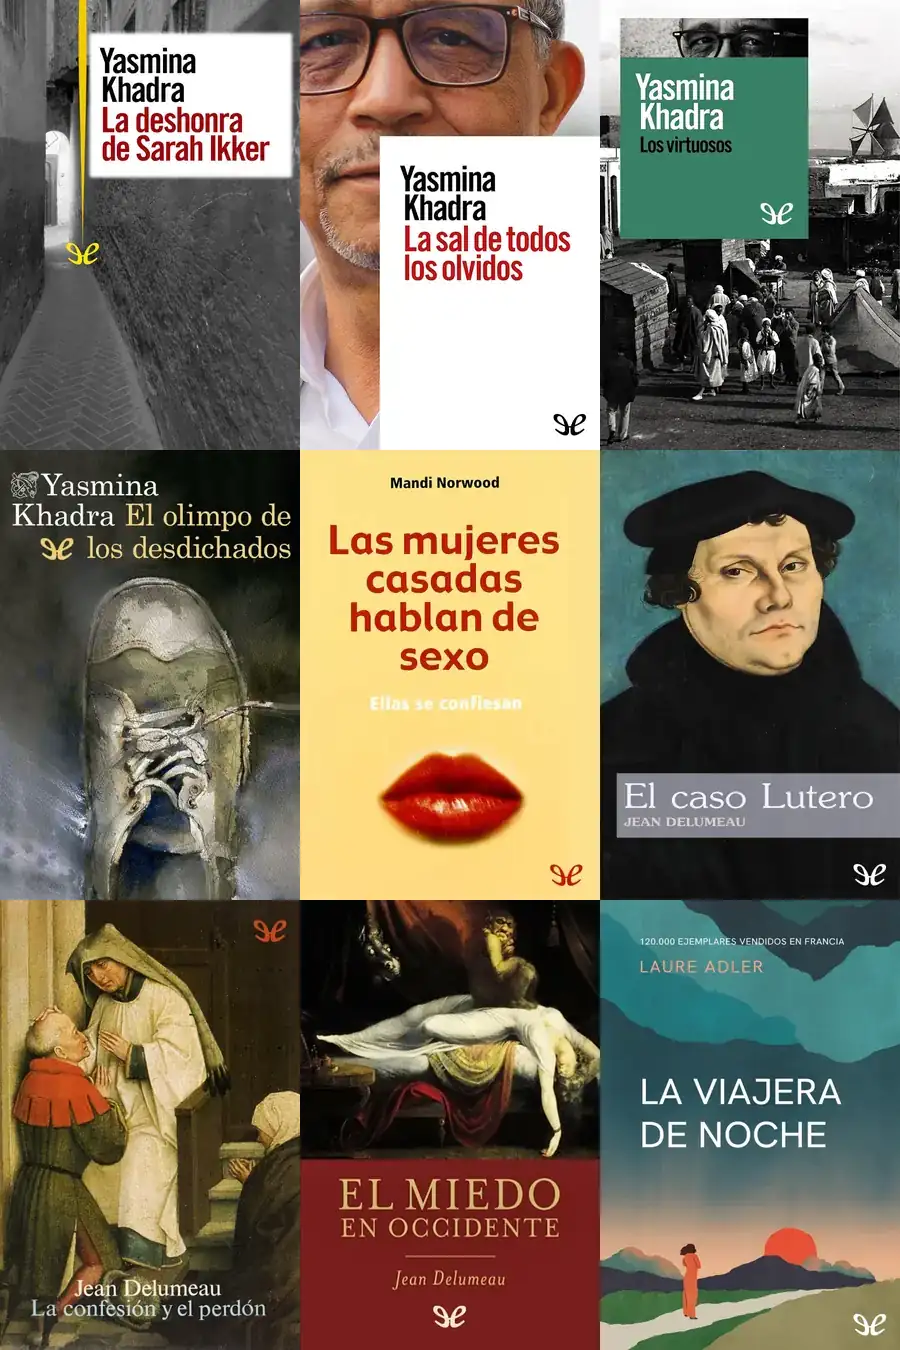 Yasmina
Khadra
La deshonra
de Sarah Ikker
Yasmina
Khadra
La sal de todos
los olvidos
Yasmina
Khadra
Los virtuosos
Yasmina
Khadra El olimpo de
los desdichados
Mandi Norwood
Las mujeres
casadas
hablan de
sexo
Ellas se confiesan
El caso Lutero
JEAN DELUMEAU
Jean Delumeau
La confesión y el perdón
EL MIEDO
EN OCCIDENTE
Jean Delumeau
120.000 EJEMPLARES VENDIDOS EN FRANCIA
LAURE ADLER
LA VIAJERA
DE NOCHE